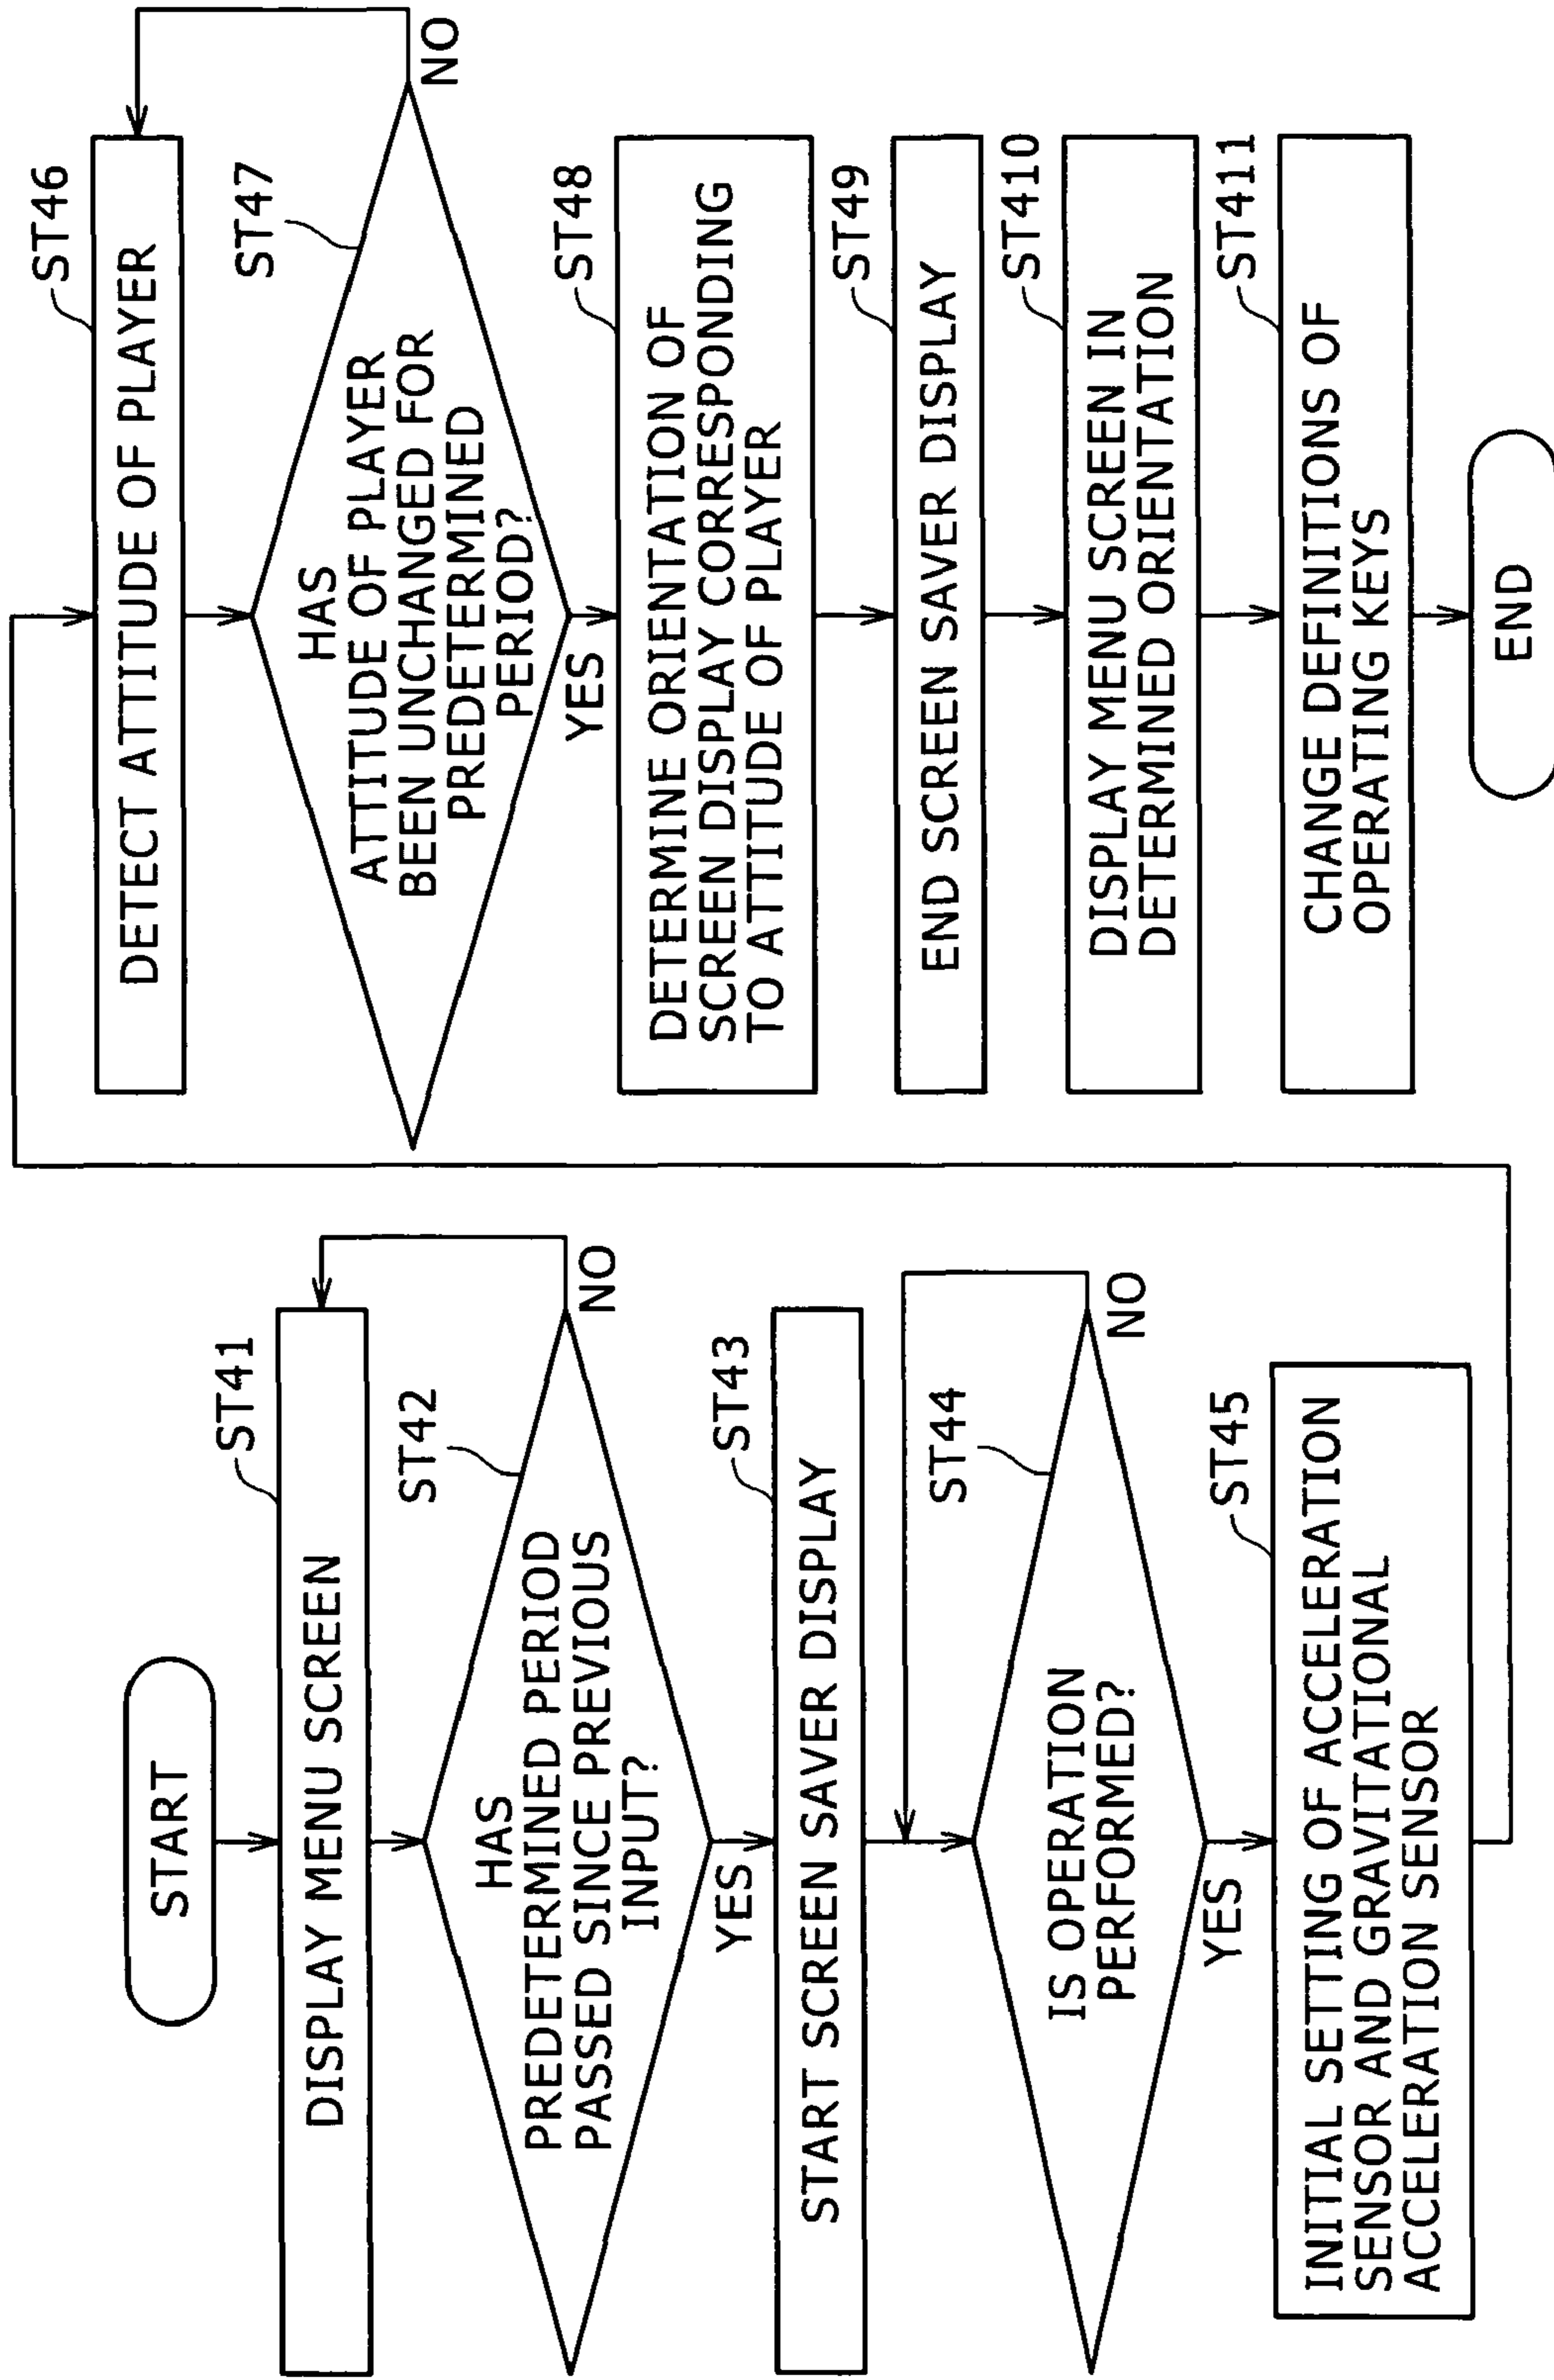 START
ST41
DISPLAY MENU SCREEN
ST42
HAS
PREDETERMINED PERIOD
PASSED SINCE PREVIOUS
INPUT?
NO
YES
ST43
START SCREEN SAVER DISPLAY
ST44
IS OPERATION
PERFORMED?
NO
YES
ST45
INITIAL SETTING OF ACCELERATION
SENSOR AND GRAVITATIONAL
ACCELERATION SENSOR
ST46
DETECT ATTITUDE OF PLAYER
ST47
HAS
ATTITUDE OF PLAYER
BEEN UNCHANGED FOR
PREDETERMINED
PERIOD?
NO
YES
ST48
DETERMINE ORIENTATION OF
SCREEN DISPLAY CORRESPONDING
TO ATTITUDE OF PLAYER
ST49
END SCREEN SAVER DISPLAY
ST410
DISPLAY MENU SCREEN IN
DETERMINED ORIENTATION
ST411
CHANGE DEFINITIONS OF
OPERATING KEYS
END